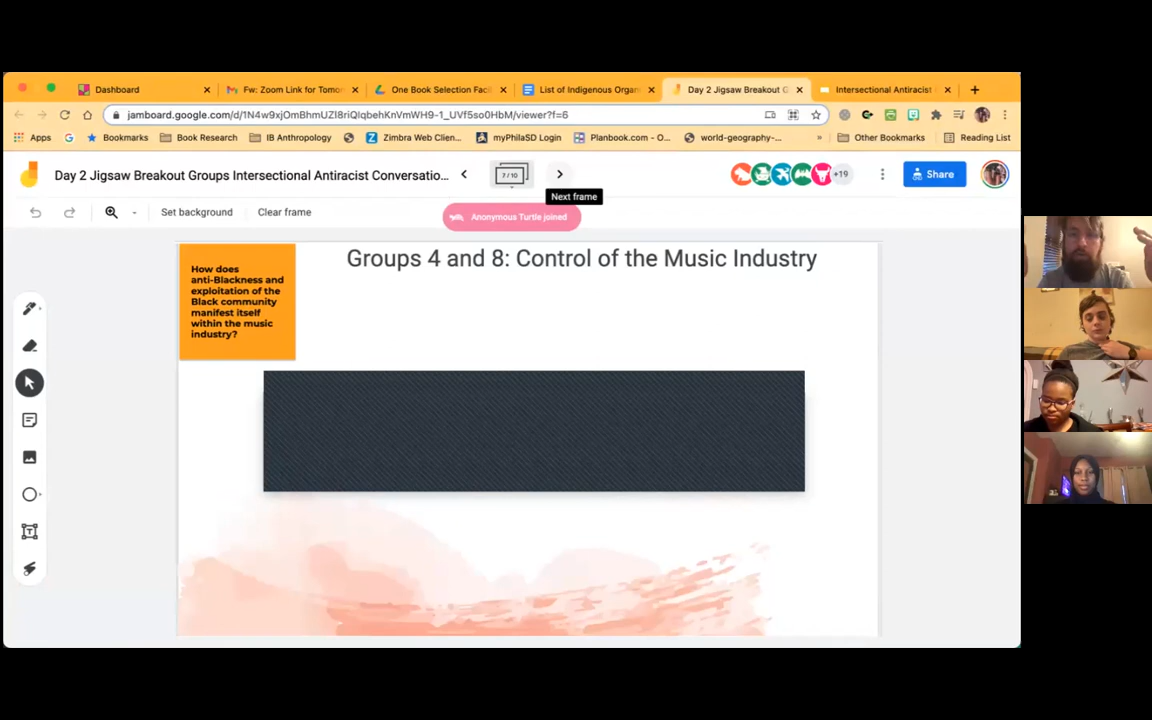 Dashboard
Fw: Zoom Link for Tomor
One Book Selection Faci
List of Indigenous Organ
Day 2 Jigsaw Breakout G
Intersectional Antiracist
jamboard.google.com/d/1N4w9xjOmBhmUZI8riQIqbehKnVmWH9-1_UVf5so0HbM/viewer?f=6
Apps
Bookmarks
Book Research
IB Anthropology
Zimbra Web Clien...
myPhilaSD Login
Planbook.com - O...
world-geography-...
»
Other Bookmarks
Reading List
Day 2 Jigsaw Breakout Groups Intersectional Antiracist Conversatio...
7 / 10
+19
Share
Next frame
Set background
Clear frame
Anonymous Turtle joined
How does
anti-Blackness and
exploitation of the
Black community
manifest itself
within the music
industry?
Groups 4 and 8: Control of the Music Industry